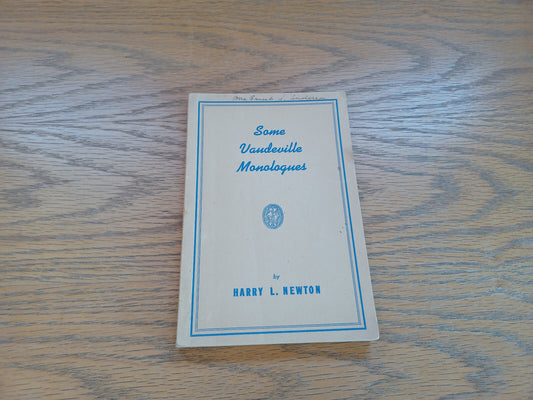 Some
Vaudeville
Monologues
by
HARRY L. NEWTON